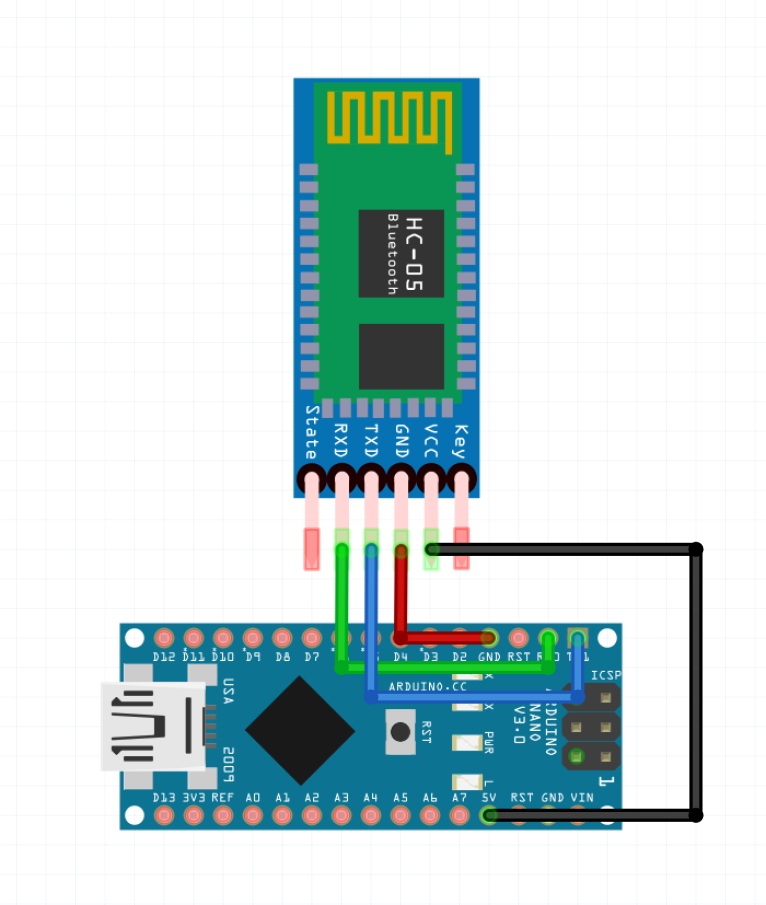 HC-05
Bluetooth
State RXD TXD GND VCC Key
D12 D11 D10 D9 D8 D7 D4 D3 D2 GND RST
ICSP
ARDUINO.CC
USA
2009
RST
PWR
L
ARDUINO
NANO
V3.0
1
D13 3V3 REF A0 A1 A2 A3 A4 A5 A6 A7 5V RST GND VIN